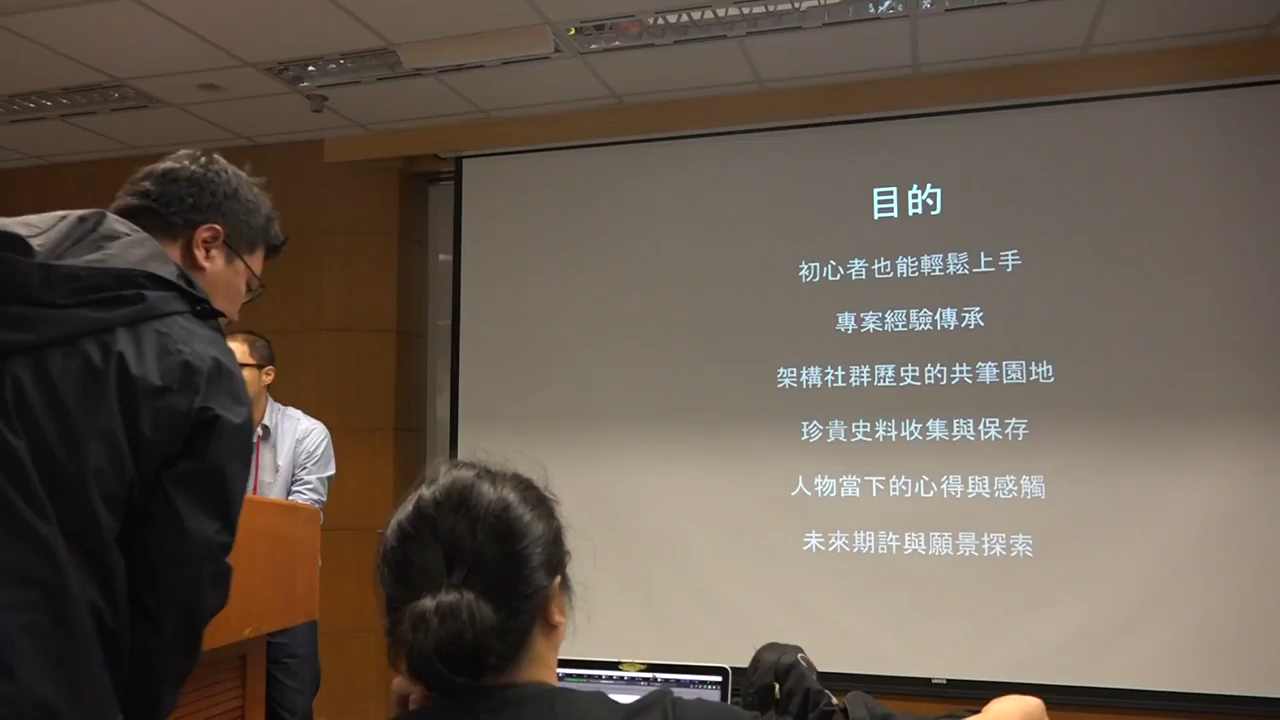 目的
初心者也能輕鬆上手
專案經驗傳承
架構社群歷史的共筆園地
珍貴史料收集與保存
人物當下的心得與感觸
未來期許與願景探索